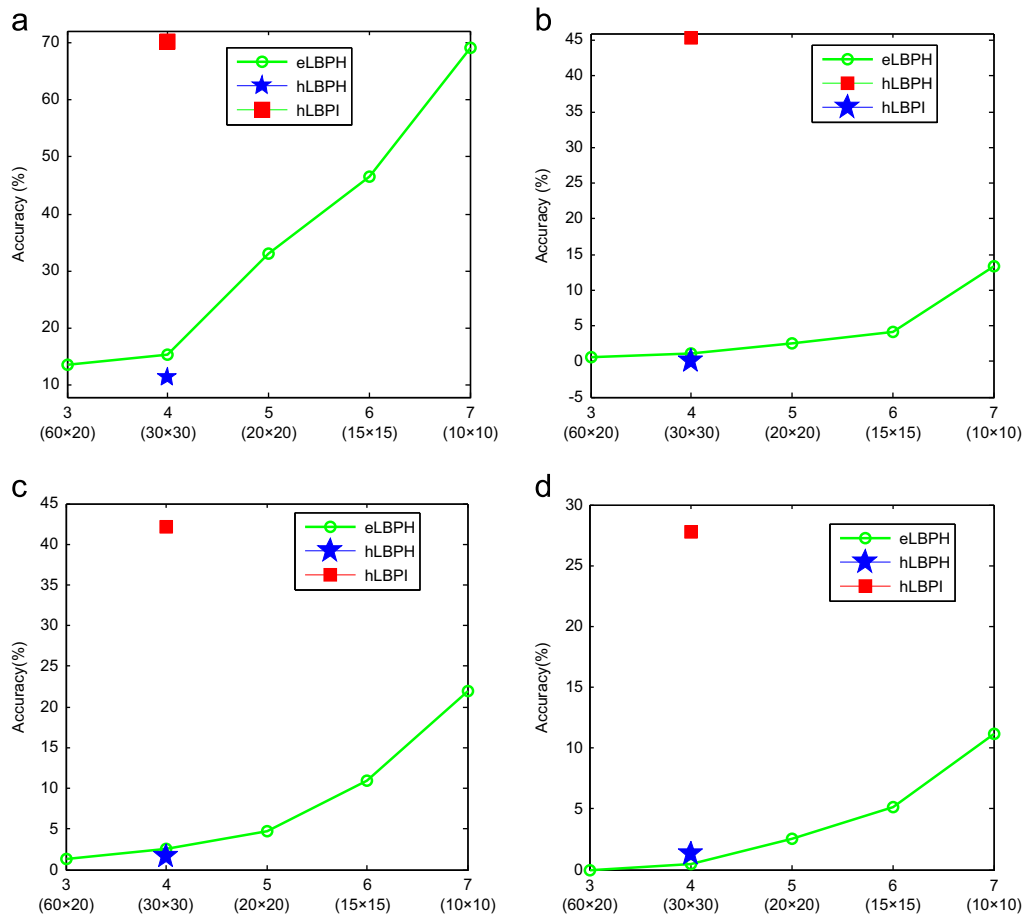 a
70
60
50
40
30
20
10
Accuracy (%)
eLBPH
hLBPH
hLBPI
3 4 5 6 7
(60×20) (30×30) (20×20) (15×15) (10×10)
b
45
40
35
30
25
20
15
10
5
0
-5
Accuracy (%)
eLBPH
hLBPH
hLBPI
3 4 5 6 7
(60×20) (30×30) (20×20) (15×15) (10×10)
c
45
40
35
30
25
20
15
10
5
0
Accuracy(%)
eLBPH
hLBPH
hLBPI
3 4 5 6 7
(60×20) (30×30) (20×20) (15×15) (10×10)
d
30
25
20
15
10
5
0
Accuracy(%)
eLBPH
hLBPH
hLBPI
3 4 5 6 7
(60×20) (30×30) (20×20) (15×15) (10×10)